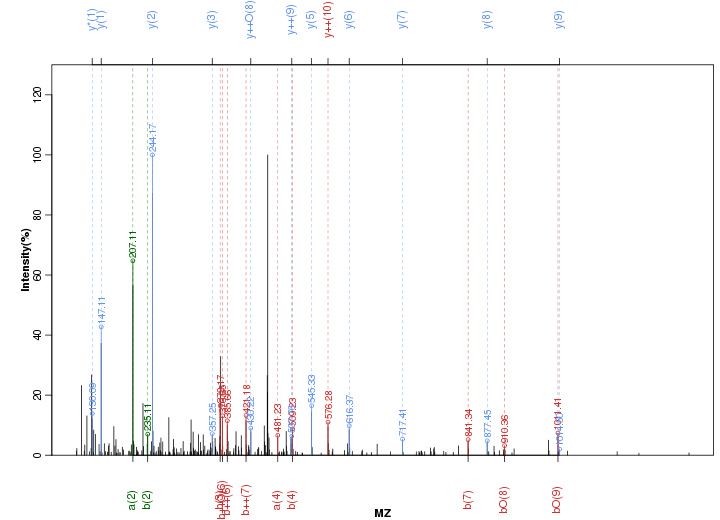 y*(1)
y(1)
y(2)
y(3)
y++O(8)
y++(9)
y(5)
y++(10)
y(6)
y(7)
y(8)
y(9)
Intensity(%)
0
20
40
60
80
100
120
147.11
207.11
235.11
244.17
357.25
421.18
481.23
545.33
576.28
616.37
717.41
841.34
877.45
910.36
1011.41
a(2)
b(2)
b++(6)
b++(7)
a(4)
b(4)
b(7)
bO(8)
bO(9)
MZ